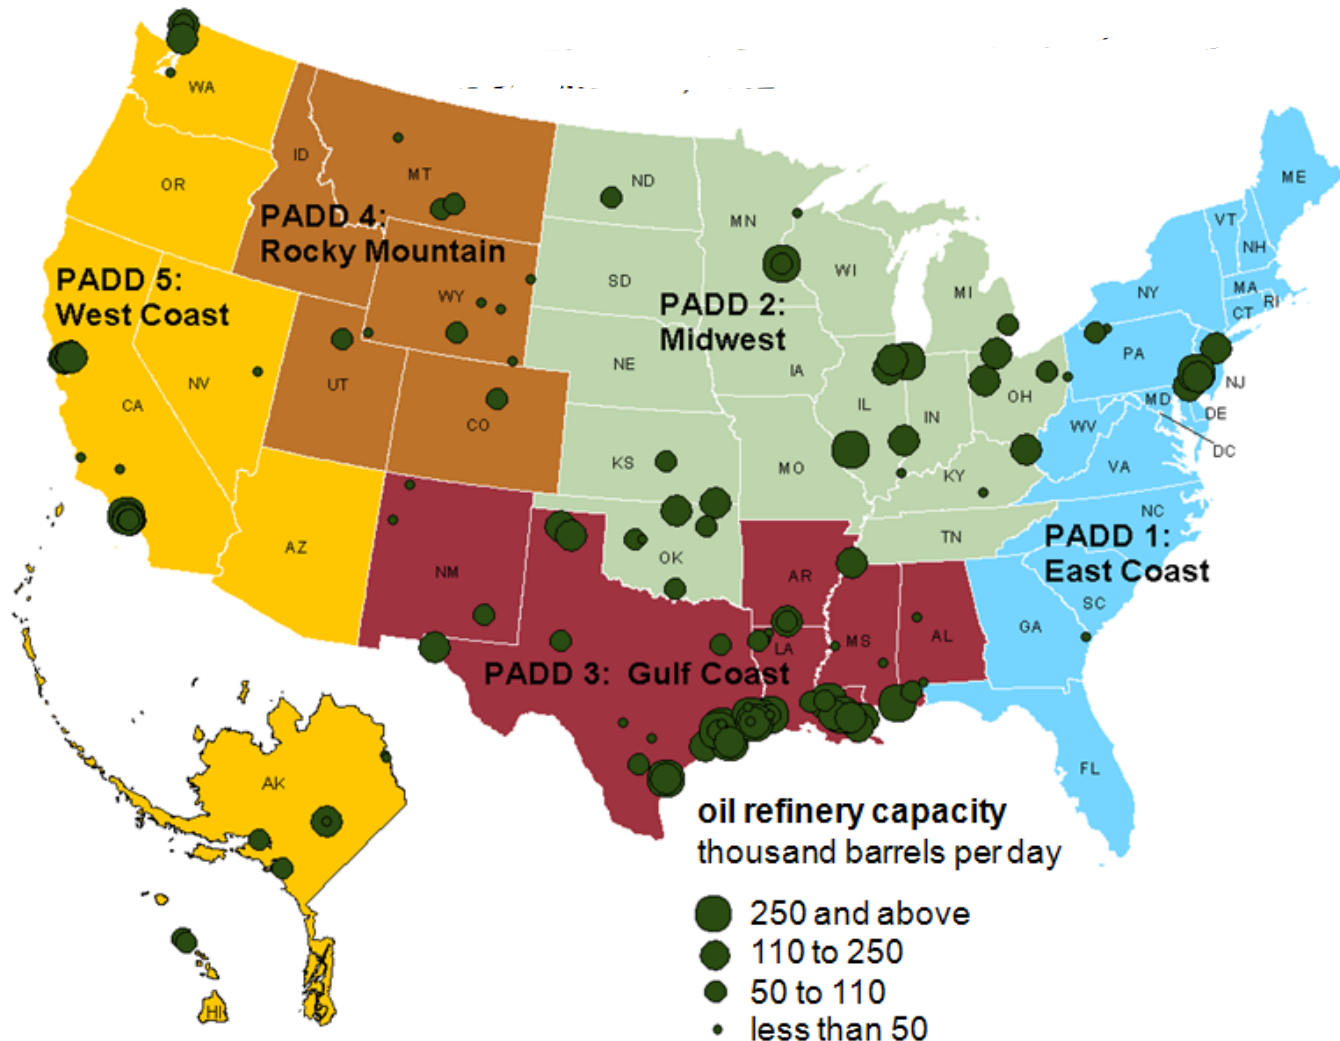 WA
OR
ID
MT
PADD 4:
Rocky Mountain
PADD 5:
West Coast
WY
NV
CA
UT
CO
AZ
NM
ND
MN
SD
WI
MI
PADD 2:
Midwest
NE
IA
IL
IN
OH
KS
MO
KY
OK
TN
AR
LA
MS
AL
PADD 3: Gulf Coast
ME
VT
NH
MA
RI
CT
NY
PA
NJ
MD
DE
DC
WV
VA
NC
PADD 1:
East Coast
SC
GA
FL
AK
HI
oil refinery capacity
thousand barrels per day
250 and above
110 to 250
50 to 110
less than 50